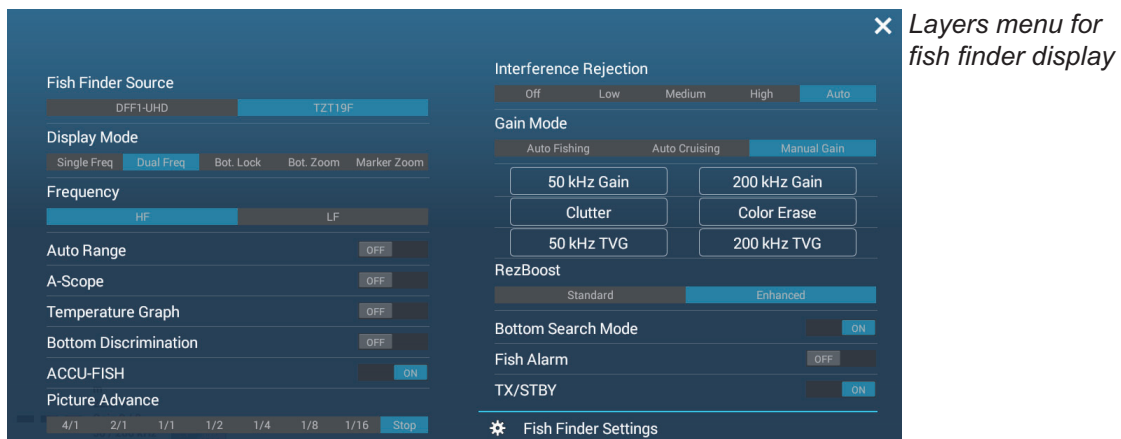 Layers menu for
fish finder display
Fish Finder Source
DFF1-UHD TZT19F
Display Mode
Single Freq Dual Freq Bot. Lock Bot. Zoom Marker Zoom
Frequency
HF LF
Auto Range OFF
A-Scope OFF
Temperature Graph OFF
Bottom Discrimination OFF
ACCU-FISH ON
Picture Advance
4/1 2/1 1/1 1/2 1/4 1/8 1/16 Stop
Interference Rejection
Off Low Medium High Auto
Gain Mode
Auto Fishing Auto Cruising Manual Gain
50 kHz Gain 200 kHz Gain
Clutter Color Erase
50 kHz TVG 200 kHz TVG
RezBoost
Standard Enhanced
Bottom Search Mode ON
Fish Alarm OFF
TX/STBY ON
Fish Finder Settings